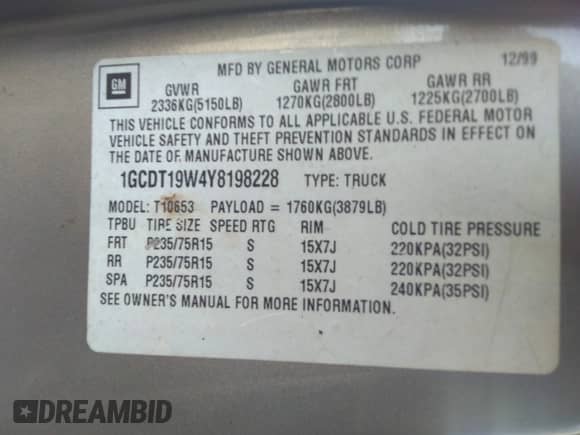 MFD BY GENERAL MOTORS CORP 12/99
GM
GVWR GAWR FRT GAWR RR
2336KG(5150LB) 1270KG(2800LB) 1225KG(2700LB)
THIS VEHICLE CONFORMS TO ALL APPLICABLE U.S. FEDERAL MOTOR
VEHICLE SAFETY AND THEFT PREVENTION STANDARDS IN EFFECT ON
THE DATE OF MANUFACTURE SHOWN ABOVE.
1GCDT19W4Y8198228 TYPE: TRUCK
MODEL: T10653 PAYLOAD = 1760KG(3879LB)
TPBU TIRE SIZE SPEED RTG RIM COLD TIRE PRESSURE
FRT P235/75R15 S 15X7J 220KPA(32PSI)
RR P235/75R15 S 15X7J 220KPA(32PSI)
SPA P235/75R15 S 15X7J 240KPA(35PSI)
SEE OWNER'S MANUAL FOR MORE INFORMATION.
DREAMBID